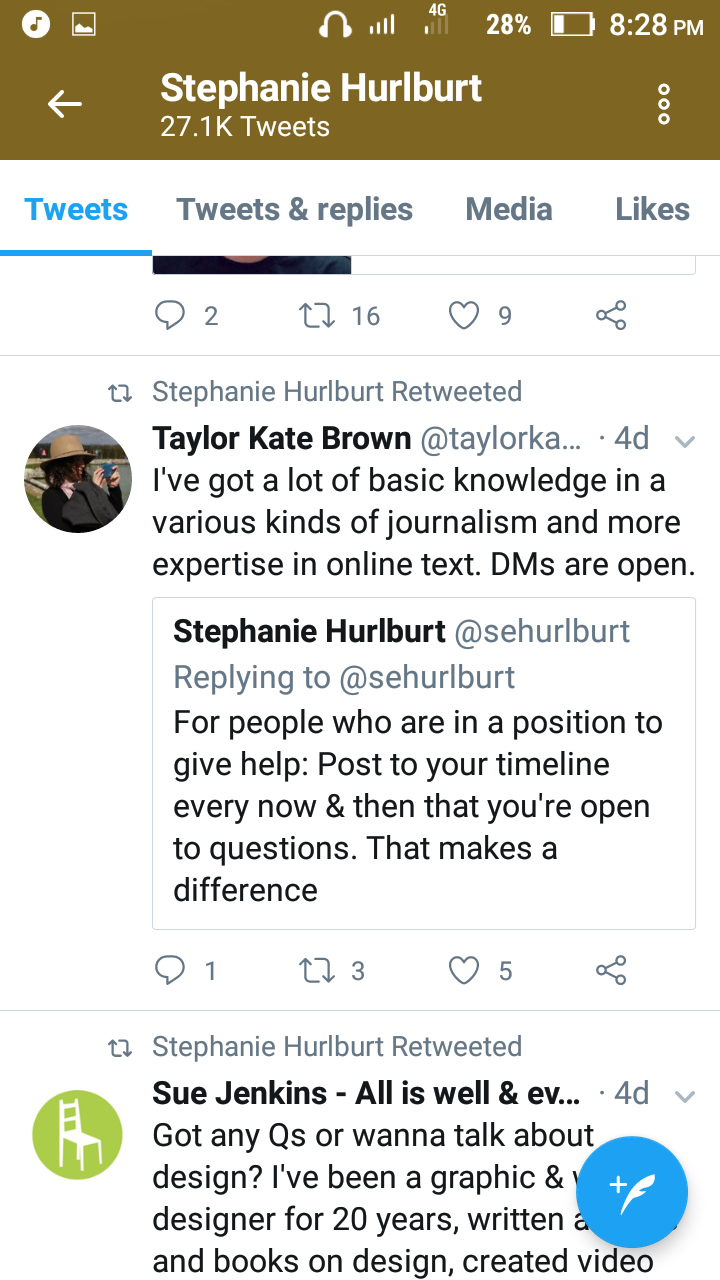 4G
28%
8:28 PM
Stephanie Hurlburt
27.1K Tweets
Tweets
Tweets & replies
Media
Likes
2
16
9
Stephanie Hurlburt Retweeted
Taylor Kate Brown @taylorka... · 4d
I've got a lot of basic knowledge in a
various kinds of journalism and more
expertise in online text. DMs are open.
Stephanie Hurlburt @sehurlburt
Replying to @sehurlburt
For people who are in a position to
give help: Post to your timeline
every now & then that you're open
to questions. That makes a
difference
1
3
5
Stephanie Hurlburt Retweeted
Sue Jenkins - All is well & ev... · 4d
Got any Qs or wanna talk about
design? I've been a graphic &
designer for 20 years, written
and books on design, created video